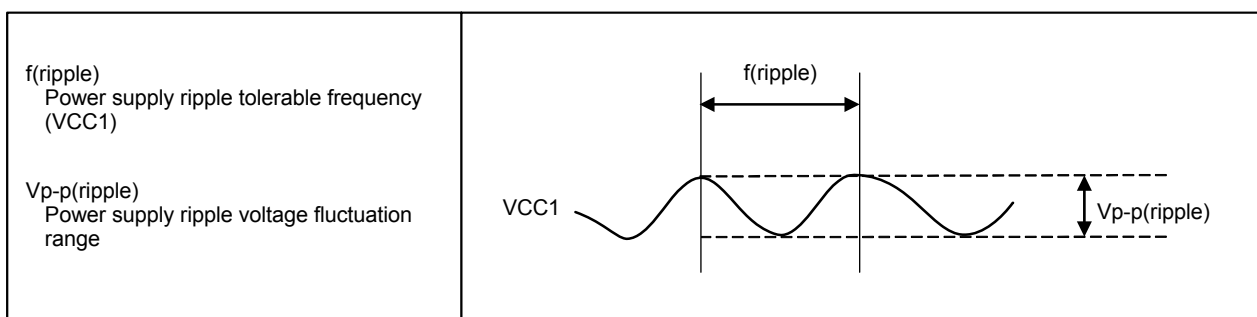 f(ripple)
Power supply ripple tolerable frequency
(VCC1)
Vp-p(ripple)
Power supply ripple voltage fluctuation
range
f(ripple)
VCC1
Vp-p(ripple)